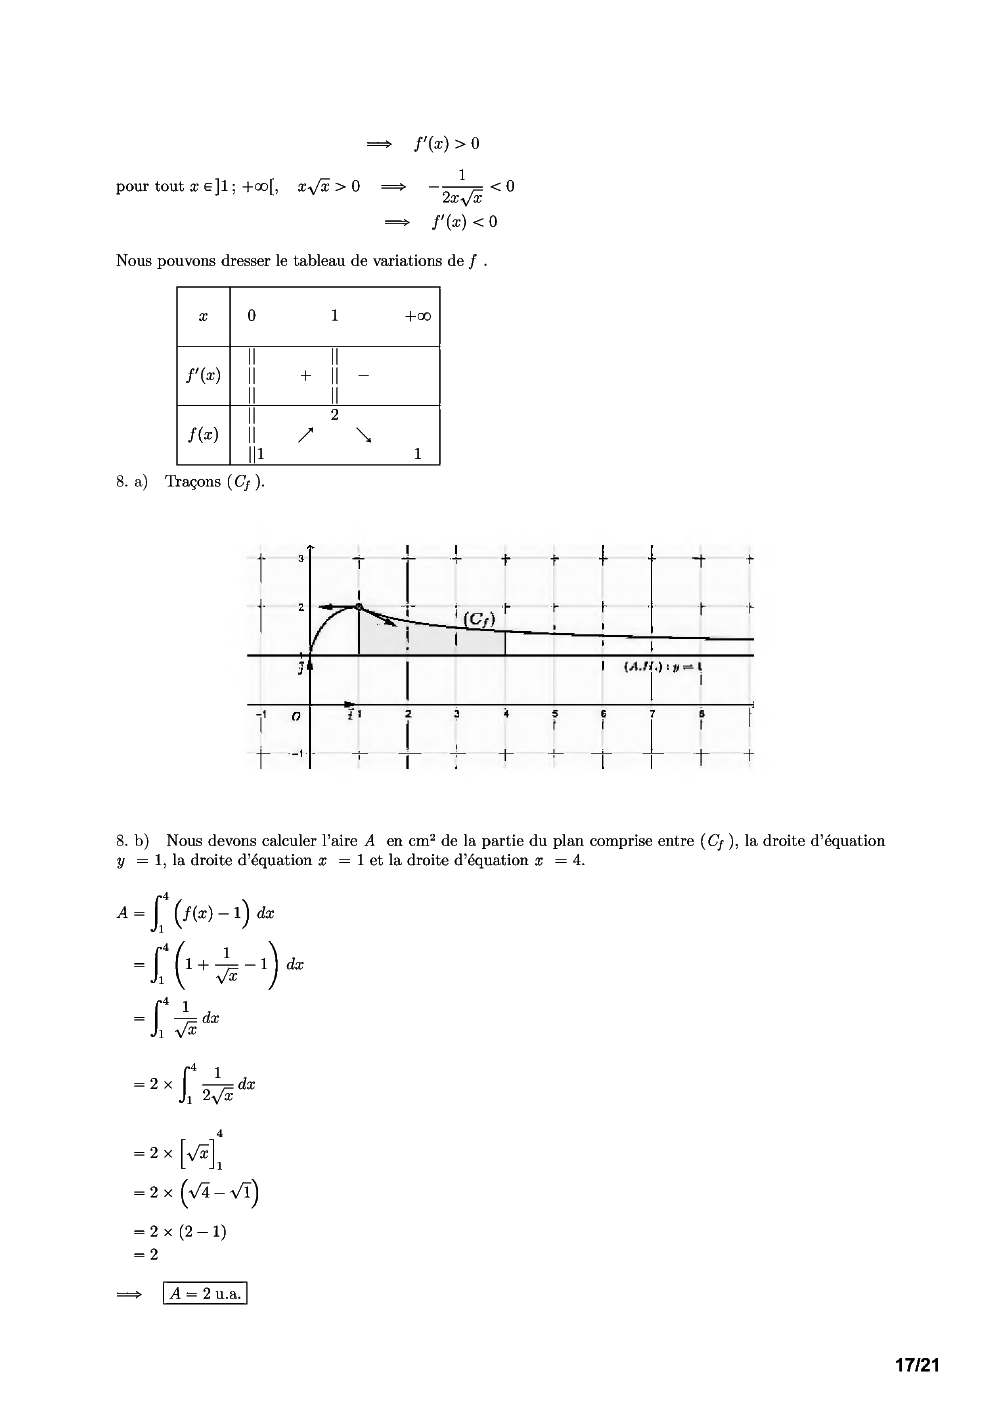 ⟹ f′(x) > 0
pour tout x ∈ ]1 ; +∞[, x√x > 0 ⟹ −1/(2x√x) < 0
⟹ f′(x) < 0
Nous pouvons dresser le tableau de variations de f .
x 0 1 +∞
f′(x) || + || −
f(x) ||1 ↗ 2 ↘ 1
8. a) Traçons (C_f ).
3
2
(C_f)
(A.H.) : y = 1
j
−1 O i 1 2 3 4 5 6 7 8
−1
8. b) Nous devons calculer l'aire A en cm² de la partie du plan comprise entre (C_f ), la droite d'équation
y = 1, la droite d'équation x = 1 et la droite d'équation x = 4.
A = ∫₁⁴ (f(x) − 1) dx
= ∫₁⁴ (1 + 1/√x − 1) dx
= ∫₁⁴ 1/√x dx
= 2 × ∫₁⁴ 1/(2√x) dx
= 2 × [√x]₁⁴
= 2 × (√4 − √1)
= 2 × (2 − 1)
= 2
⟹ A = 2 u.a.
17/21